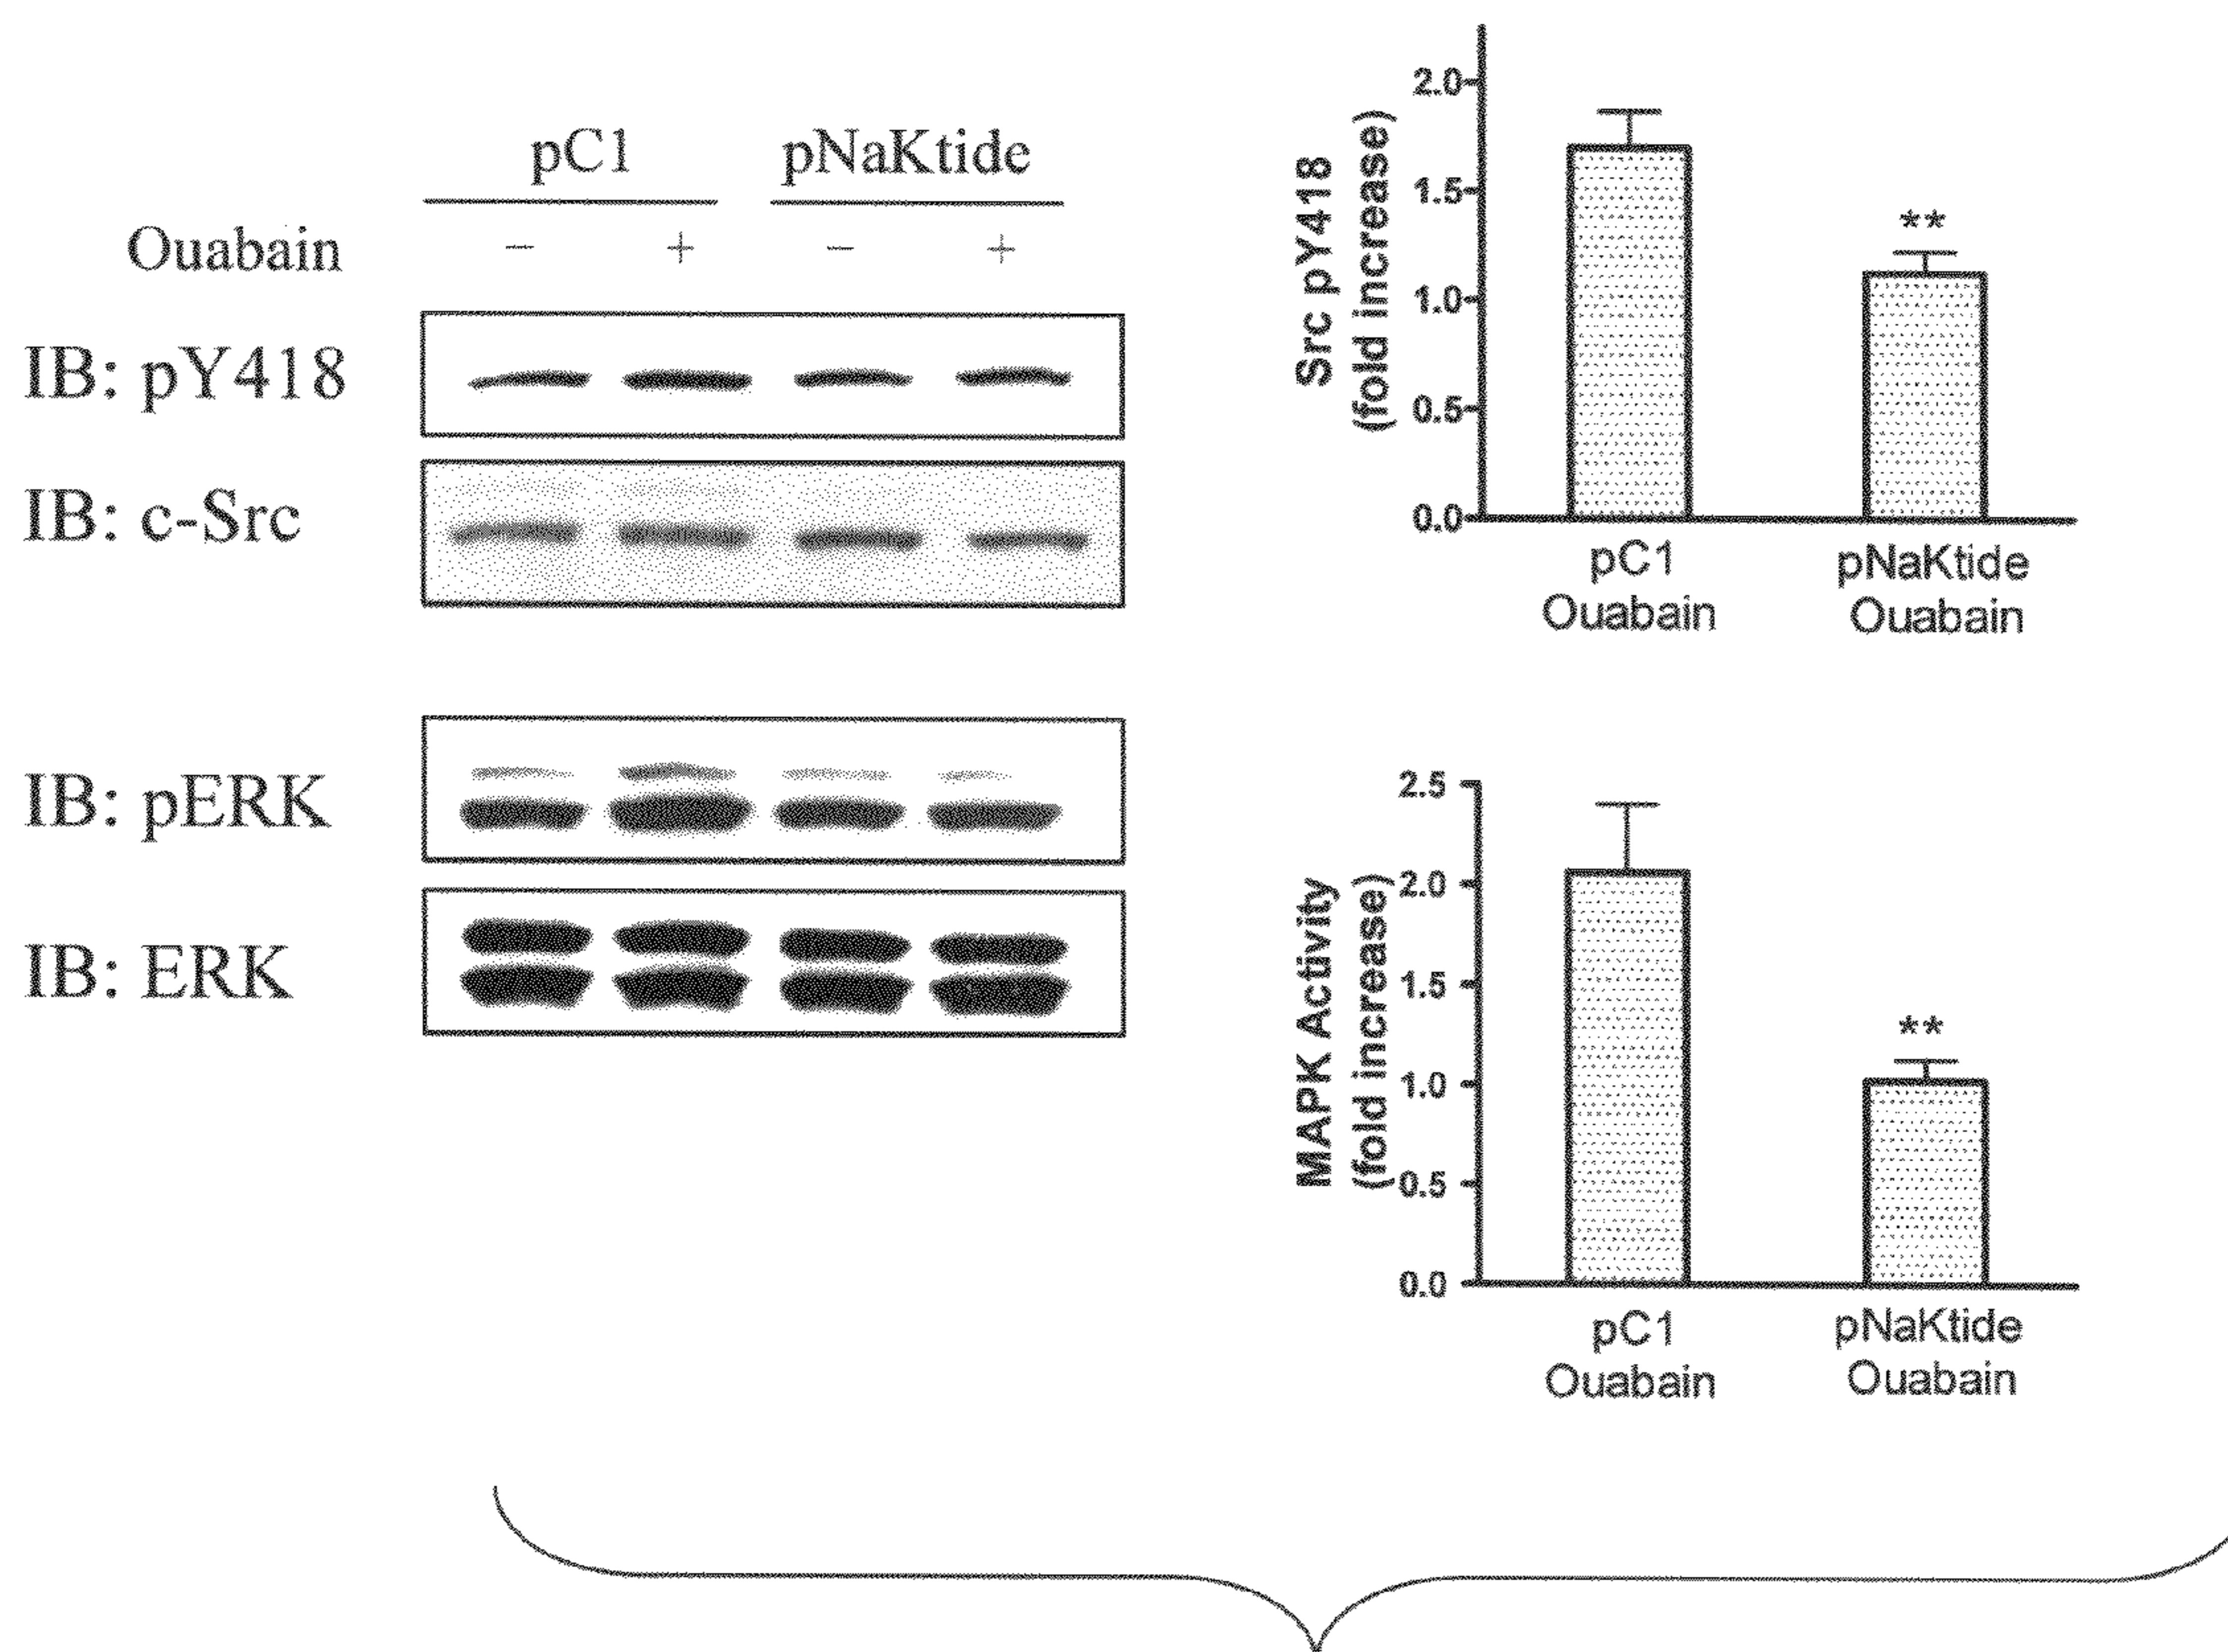 pC1 pNaKtide
Ouabain − + − +
IB: pY418
IB: c-Src
IB: pERK
IB: ERK
Src pY418
(fold increase)
2.0
1.5
1.0
0.5
0.0
**
pC1 pNaKtide
Ouabain Ouabain
MAPK Activity
(fold increase)
2.5
2.0
1.5
1.0
0.5
0.0
**
pC1 pNaKtide
Ouabain Ouabain